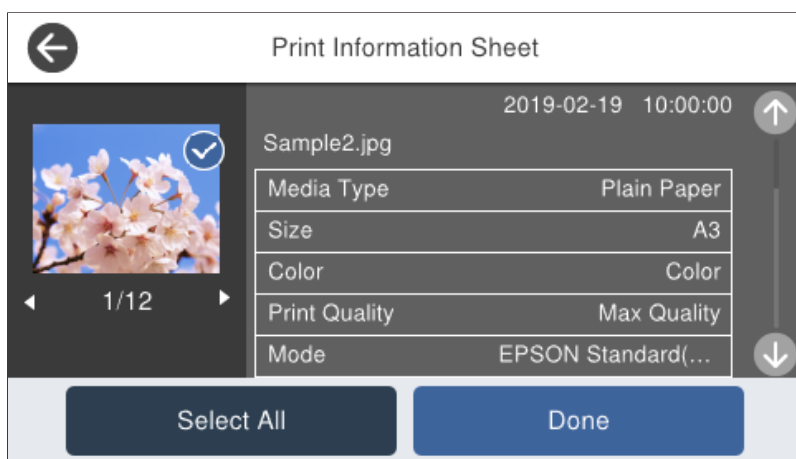 Print Information Sheet
2019-02-19 10:00:00
Sample2.jpg
Media Type Plain Paper
Size A3
Color Color
Print Quality Max Quality
Mode EPSON Standard(...
1/12
Select All Done